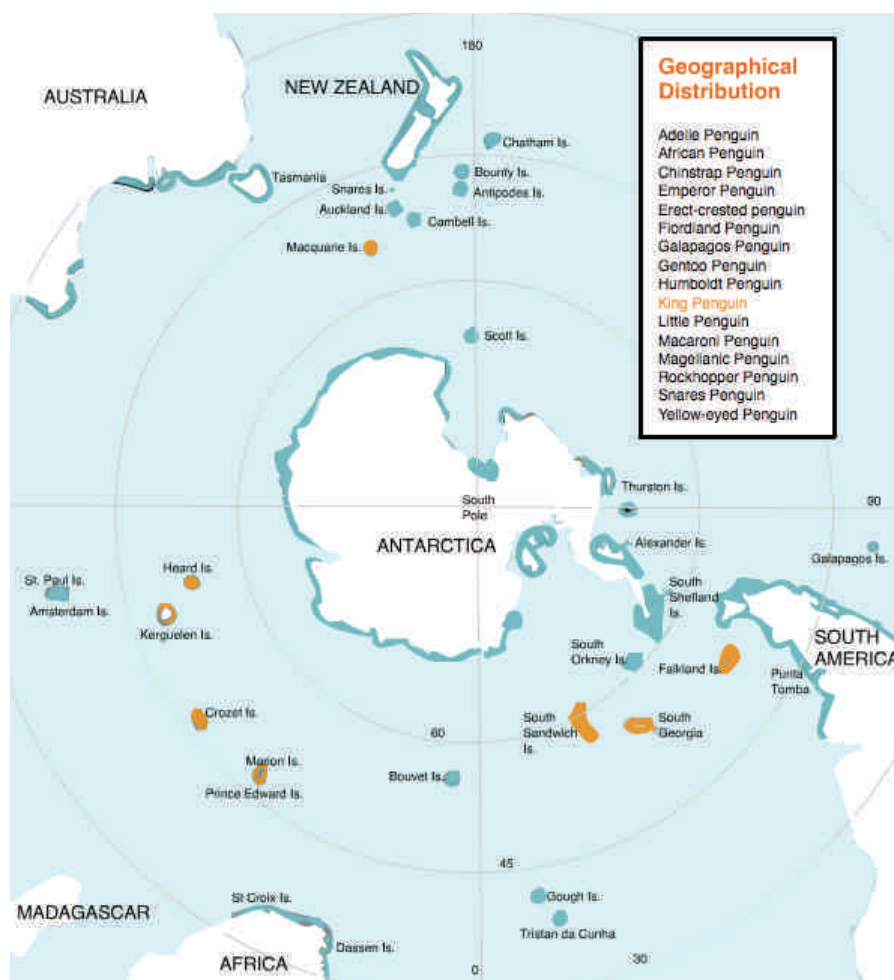 180
Geographical
Distribution
AUSTRALIA
NEW ZEALAND
Adelie Penguin
African Penguin
Chinstrap Penguin
Emperor Penguin
Erect-crested penguin
Fiordland Penguin
Galapagos Penguin
Gentoo Penguin
Humboldt Penguin
King Penguin
Little Penguin
Macaroni Penguin
Magellanic Penguin
Rockhopper Penguin
Snares Penguin
Yellow-eyed Penguin
Chatham Is.
Tasmania
Bounty Is.
Snares Is.
Antipodes Is.
Auckland Is.
Cambell Is.
Macquarie Is.
Scott Is.
Thurston Is.
South
Pole
90
ANTARCTICA
Alexander Is.
Galapagos Is.
Heard Is.
St. Paul Is.
Amsterdam Is.
Kerguelen Is.
South
Shelland
Is.
SOUTH
AMERICA
South
Orkney Is.
Falkland Is.
Punta
Tomba
Crozet Is.
South
Sandwich
Is.
South
Georgia
60
Marion Is.
Prince Edward Is.
Bouvet Is.
45
St Croix Is.
Gough Is.
MADAGASCAR
Tristan da Cunha
Dassen Is.
AFRICA
30
0